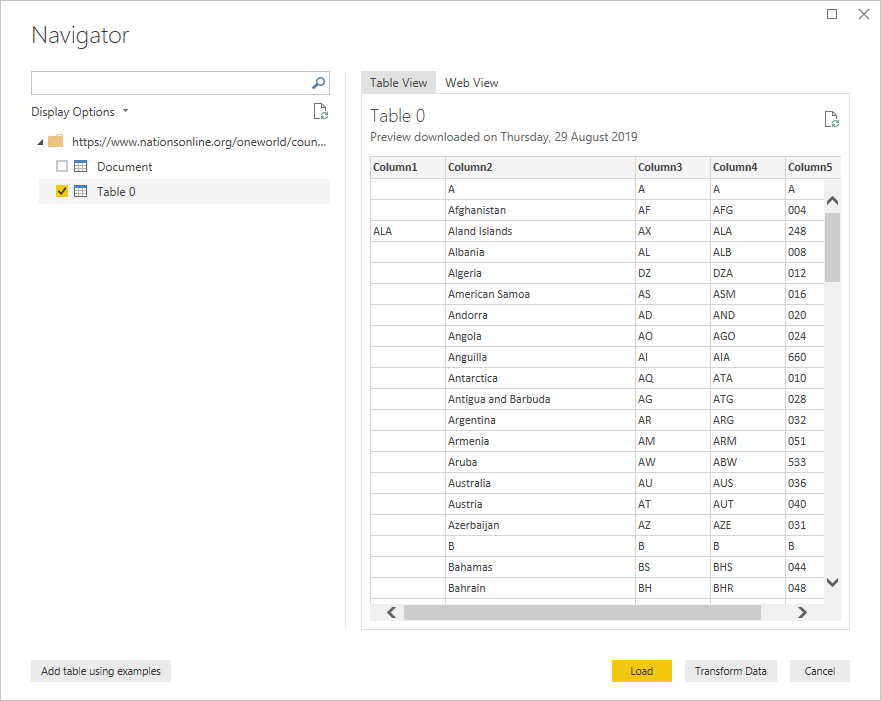 Navigator
Display Options
https://www.nationsonline.org/oneworld/coun...
Document
Table 0
Table View Web View
Table 0
Preview downloaded on Thursday, 29 August 2019
Column1 Column2 Column3 Column4 Column5
A A A A
Afghanistan AF AFG 004
ALA Aland Islands AX ALA 248
Albania AL ALB 008
Algeria DZ DZA 012
American Samoa AS ASM 016
Andorra AD AND 020
Angola AO AGO 024
Anguilla AI AIA 660
Antarctica AQ ATA 010
Antigua and Barbuda AG ATG 028
Argentina AR ARG 032
Armenia AM ARM 051
Aruba AW ABW 533
Australia AU AUS 036
Austria AT AUT 040
Azerbaijan AZ AZE 031
B B B B
Bahamas BS BHS 044
Bahrain BH BHR 048
Add table using examples Load Transform Data Cancel